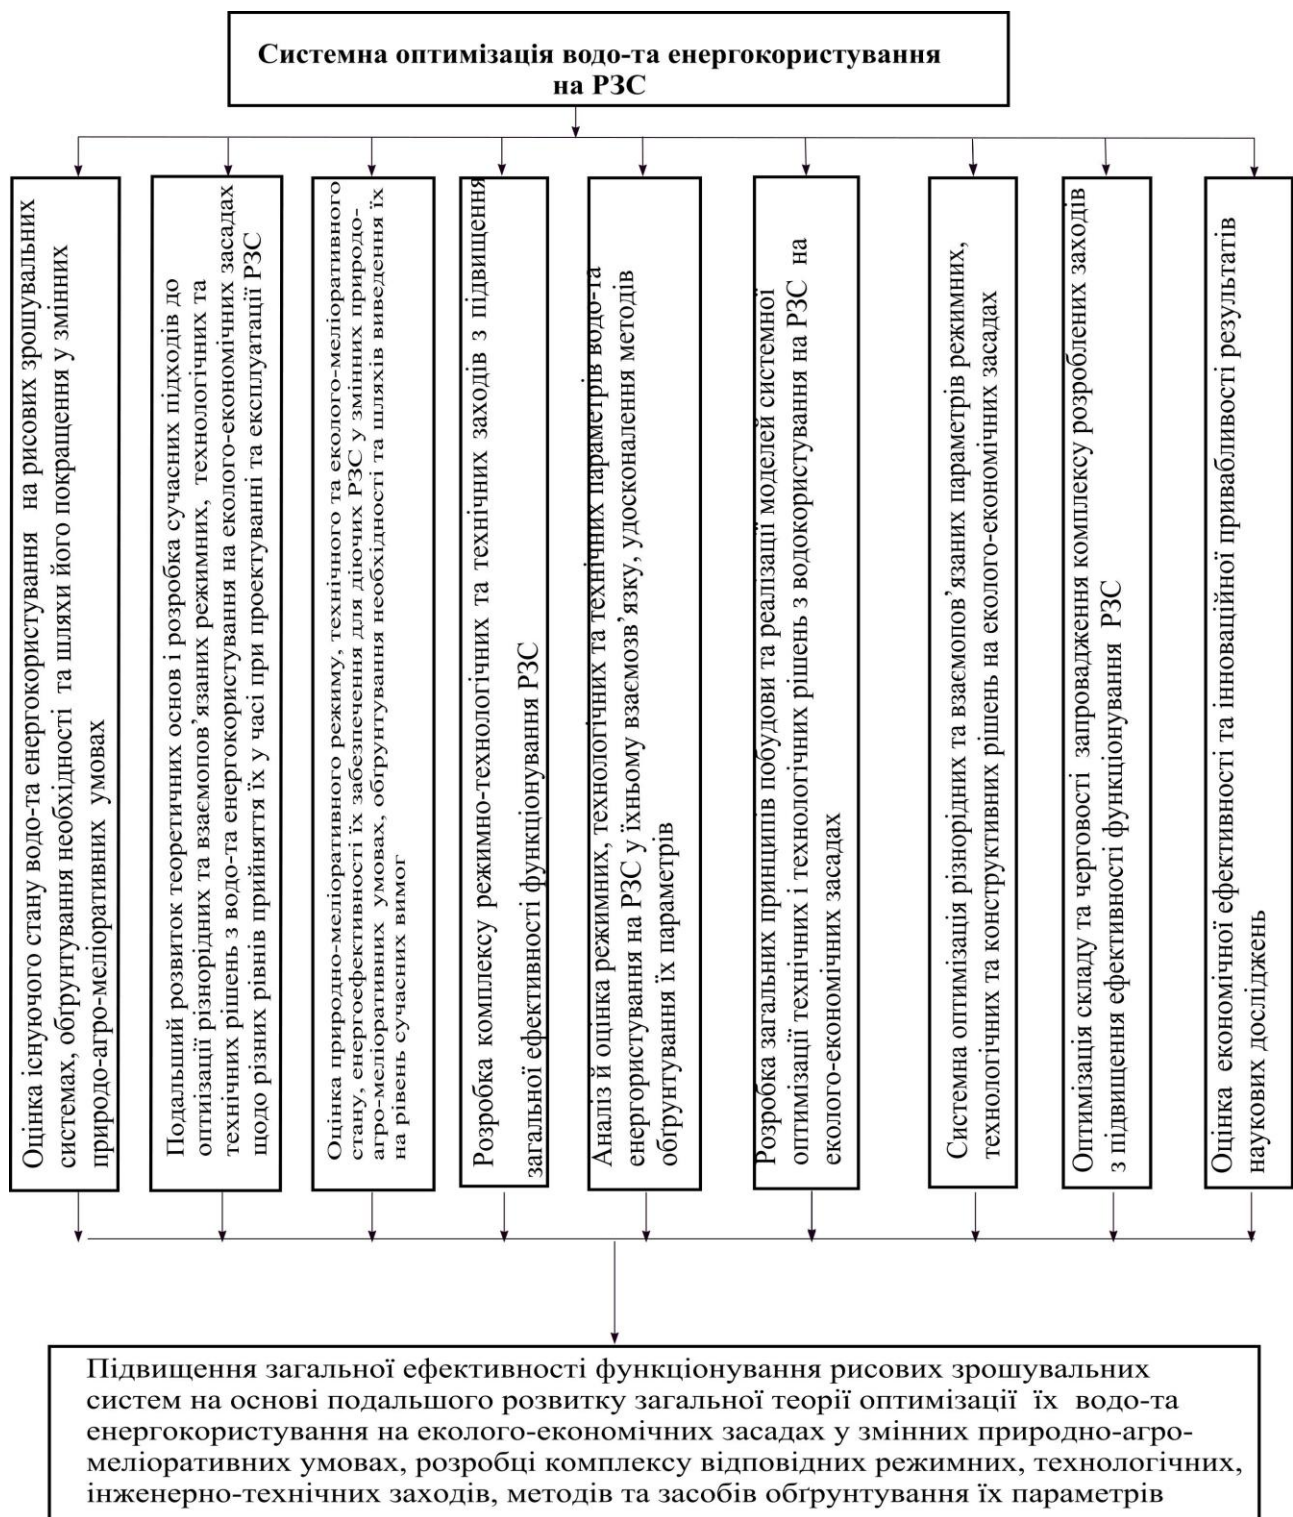 Системна оптимізація водо-та енергокористування
на РЗС
Оцінка існуючого стану водо-та енергокористування на рисових зрошувальних
системах, обґрунтування необхідності та шляхи його покращення у змінних
природо-агро-меліоративних умовах
Подальший розвиток теоретичних основ і розробка сучасних підходів до
оптиізації різнорідних та взаємопов’язаних режимних, технологічних та
технічних рішень з водо-та енергокористування на еколого-економічних засадах
щодо різних рівнів прийняття їх у часі при проектуванні та експлуатації РЗС
Оцінка природно-меліоративного режиму, технічного та еколого-меліоративного
стану, енергоефективності їх забезпечення для діючих РЗС у змінних природо-
агро-меліоративних умовах, обґрунтування необхідності та шляхів виведення їх
на рівень сучасних вимог
Розробка комплексу режимно-технологічних та технічних заходів з підвищення
загальної ефективності функціонування РЗС
Аналіз й оцінка режимних, технологічних та технічних параметрів водо-та
енергористування на РЗС у їхньому взаємозв’язку, удосконалення методів
обґрунтування їх параметрів
Розробка загальних принципів побудови та реалізації моделей системної
оптимізації технічних і технологічних рішень з водокористування на РЗС на
еколого-економічних засадах
Системна оптимізація різнорідних та взаємопов’язаних параметрів режимних,
технологічних та конструктивних рішень на еколого-економічних засадах
Оптимізація складу та черговості запровадження комплексу розроблених заходів
з підвищення ефективності функціонування РЗС
Оцінка економічної ефективності та інноваційної привабливості результатів
наукових досліджень
Підвищення загальної ефективності функціонування рисових зрошувальних
систем на основі подальшого розвитку загальної теорії оптимізації їх водо-та
енергокористування на еколого-економічних засадах у змінних природно-агро-
меліоративних умовах, розробці комплексу відповідних режимних, технологічних,
інженерно-технічних заходів, методів та засобів обґрунтування їх параметрів